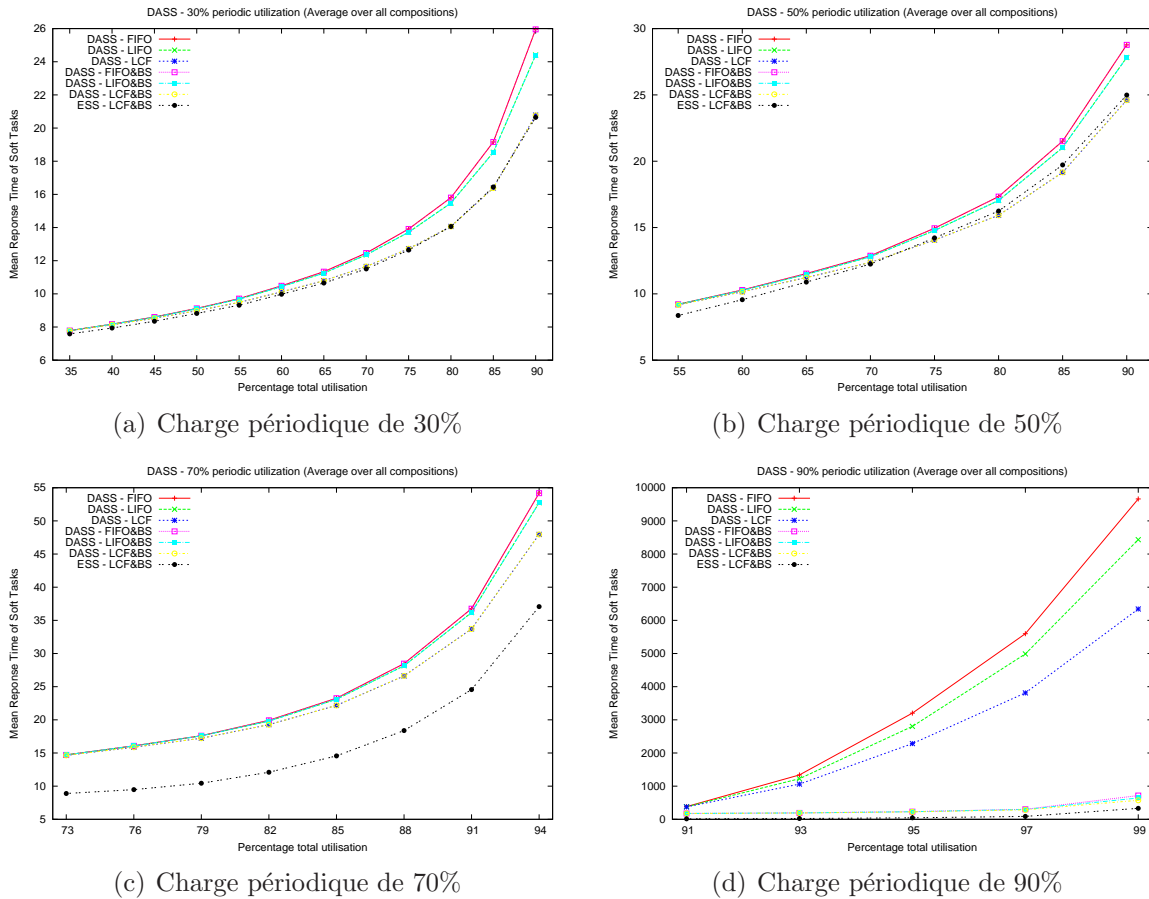 DASS - 30% periodic utilization (Average over all compositions)
26
24
22
20
18
16
14
12
10
8
6
Mean Reponse Time of Soft Tasks
DASS - FIFO
DASS - LIFO
DASS - LCF
DASS - FIFO&BS
DASS - LIFO&BS
DASS - LCF&BS
ESS - LCF&BS
35 40 45 50 55 60 65 70 75 80 85 90
Percentage total utilisation
(a) Charge périodique de 30%
DASS - 50% periodic utilization (Average over all compositions)
30
25
20
15
10
5
Mean Reponse Time of Soft Tasks
DASS - FIFO
DASS - LIFO
DASS - LCF
DASS - FIFO&BS
DASS - LIFO&BS
DASS - LCF&BS
ESS - LCF&BS
55 60 65 70 75 80 85 90
Percentage total utilisation
(b) Charge périodique de 50%
DASS - 70% periodic utilization (Average over all compositions)
55
50
45
40
35
30
25
20
15
10
5
Mean Reponse Time of Soft Tasks
DASS - FIFO
DASS - LIFO
DASS - LCF
DASS - FIFO&BS
DASS - LIFO&BS
DASS - LCF&BS
ESS - LCF&BS
73 76 79 82 85 88 91 94
Percentage total utilisation
(c) Charge périodique de 70%
DASS - 90% periodic utilization (Average over all compositions)
10000
9000
8000
7000
6000
5000
4000
3000
2000
1000
0
Mean Reponse Time of Soft Tasks
DASS - FIFO
DASS - LIFO
DASS - LCF
DASS - FIFO&BS
DASS - LIFO&BS
DASS - LCF&BS
ESS - LCF&BS
91 93 95 97 99
Percentage total utilisation
(d) Charge périodique de 90%